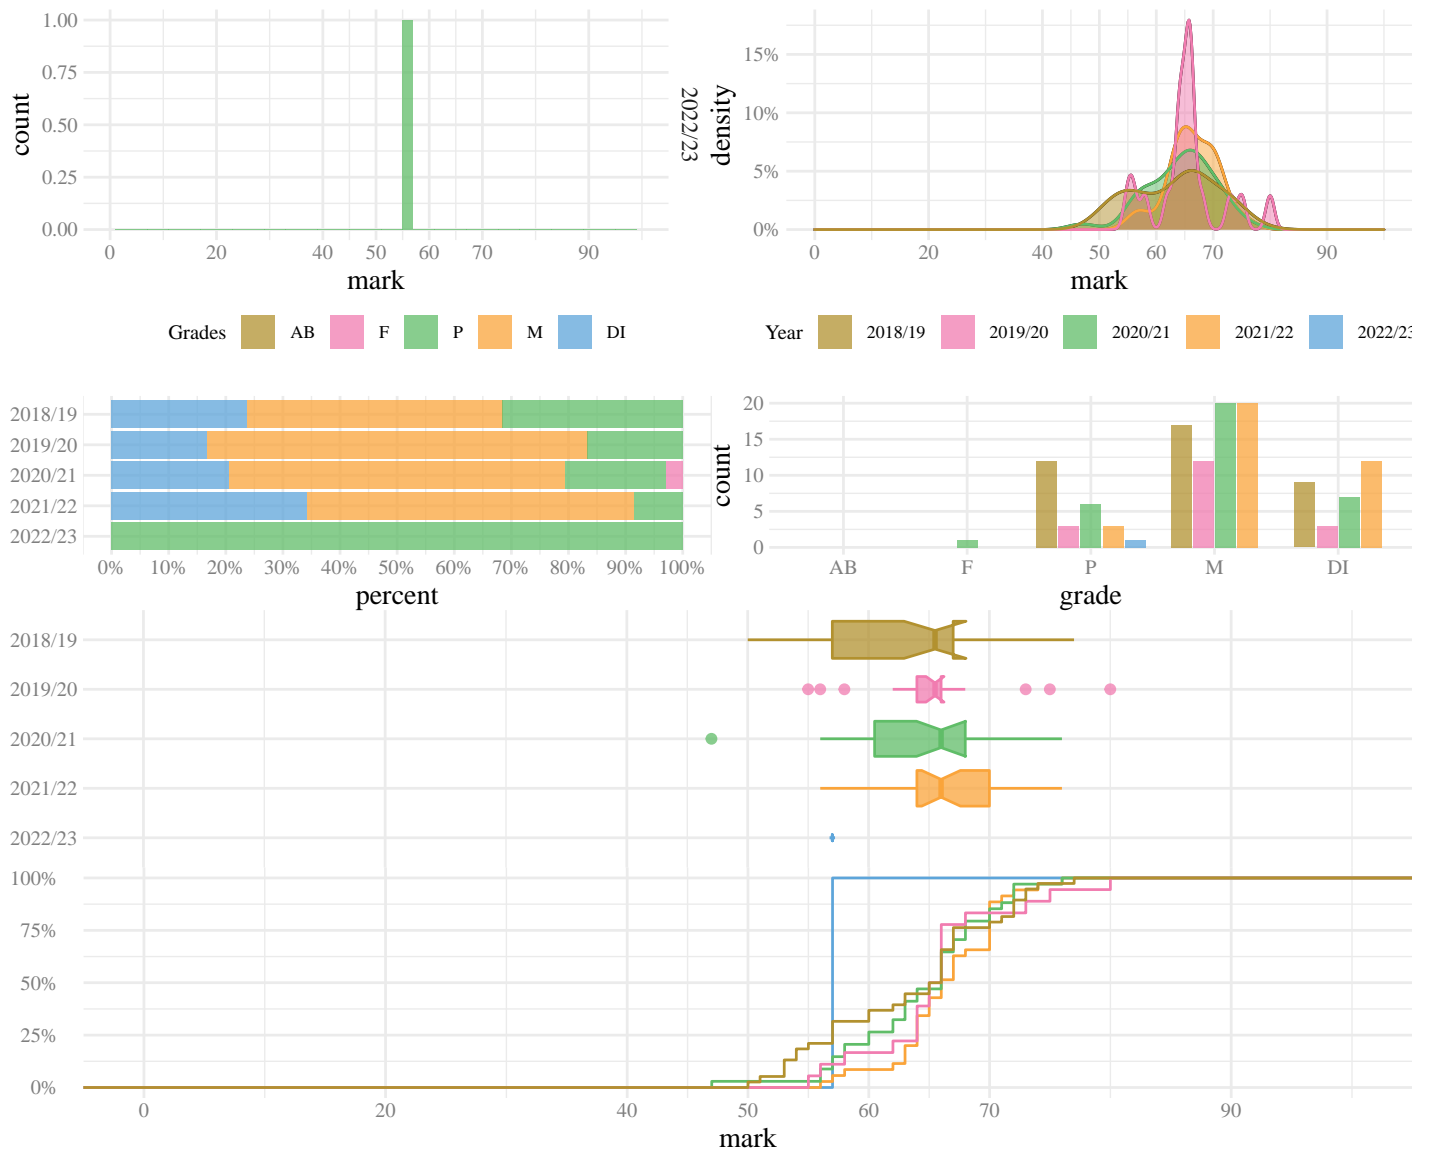 1.00
0.75
0.50
0.25
0.00
count
0 20 40 50 60 70 90
mark
2022/23
15%
10%
5%
0%
density
0 20 40 50 60 70 90
mark
Grades AB F P M DI
Year 2018/19 2019/20 2020/21 2021/22 2022/23
2018/19
2019/20
2020/21
2021/22
2022/23
0% 10% 20% 30% 40% 50% 60% 70% 80% 90% 100%
percent
20
15
10
5
0
count
AB F P M DI
grade
2018/19
2019/20
2020/21
2021/22
2022/23
100%
75%
50%
25%
0%
0 20 40 50 60 70 90
mark